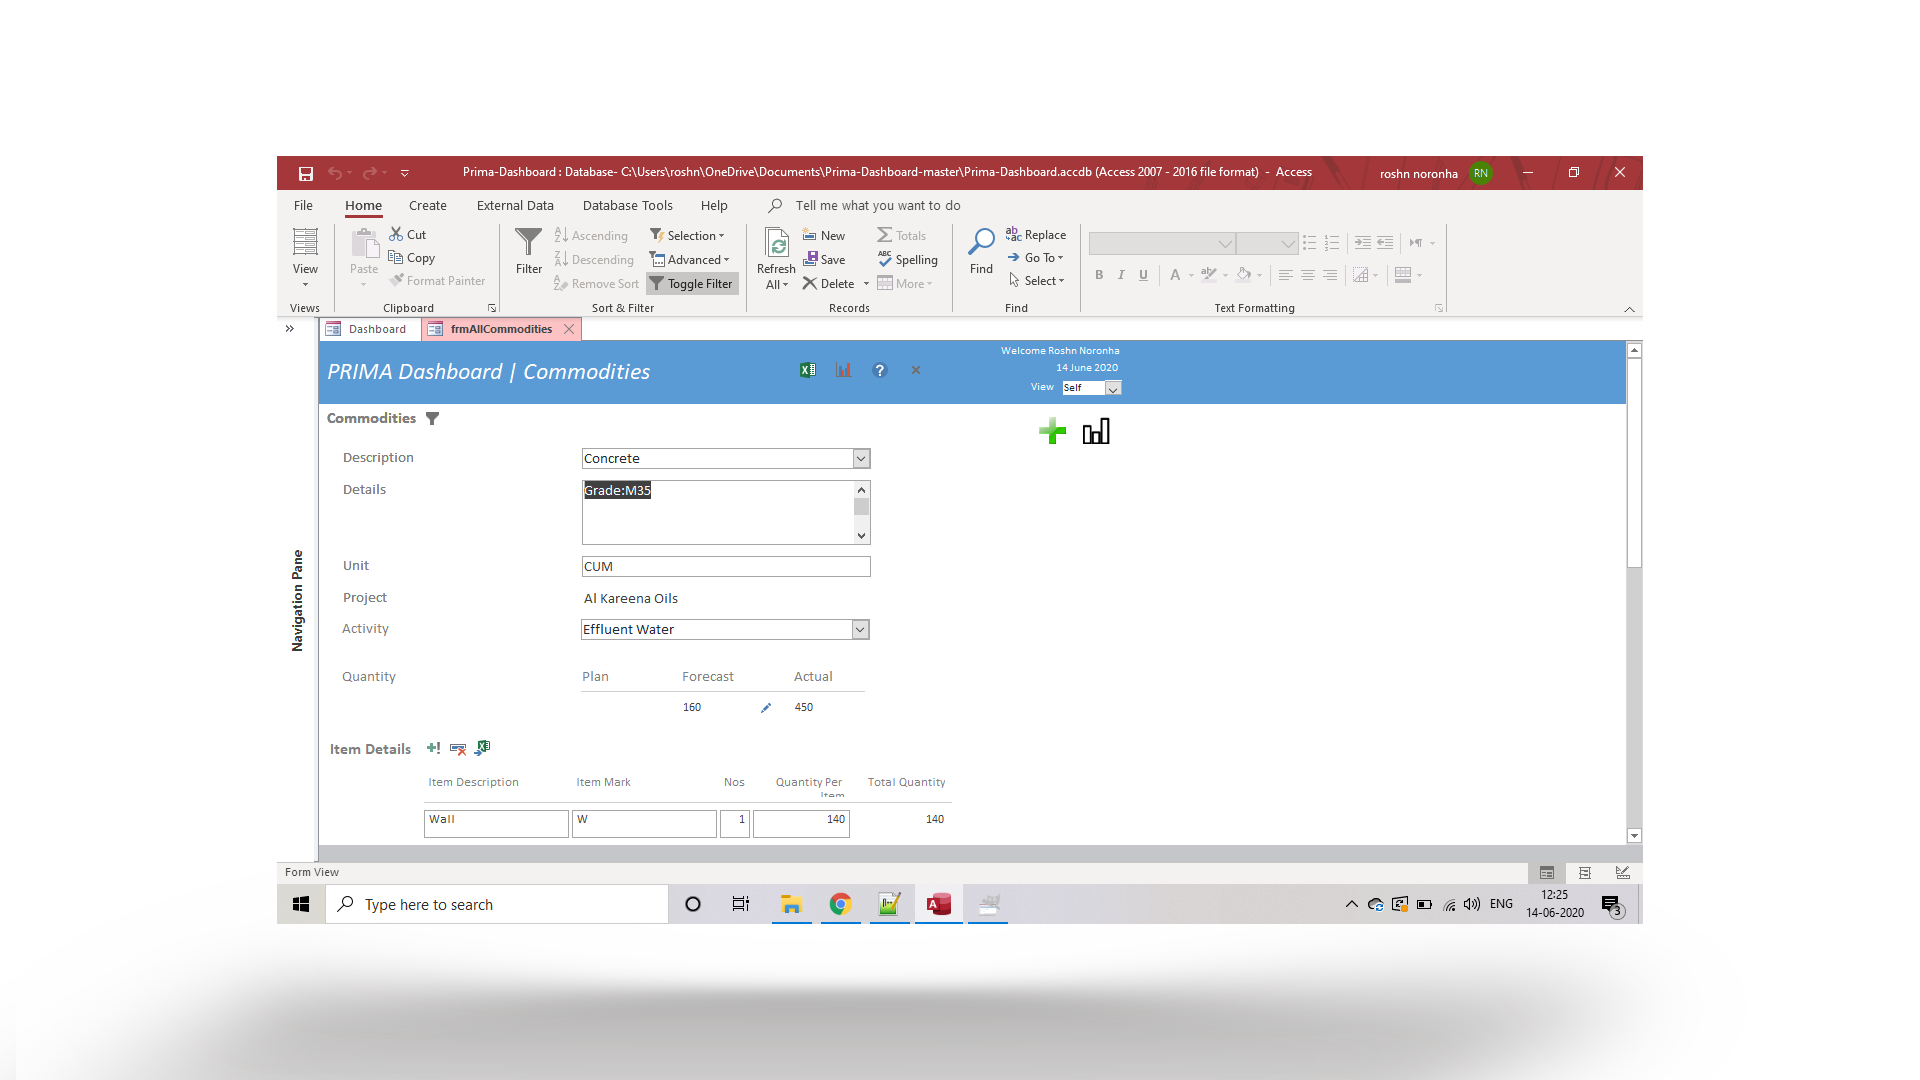 Prima-Dashboard : Database- C:\Users\roshn\OneDrive\Documents\Prima-Dashboard-master\Prima-Dashboard.accdb (Access 2007 - 2016 file format) - Access
roshn noronha RN
File Home Create External Data Database Tools Help Tell me what you want to do
View
Views
Paste
Cut
Copy
Format Painter
Clipboard
Filter
Ascending
Descending
Remove Sort
Selection
Advanced
Toggle Filter
Sort & Filter
Refresh
All
New
Save
Delete
Totals
Spelling
More
Records
Find
Replace
Go To
Select
Find
B I U A
Text Formatting
Dashboard frmAllCommodities
Navigation Pane
PRIMA Dashboard | Commodities
Welcome Roshn Noronha
14 June 2020
View Self
Commodities
Description Concrete
Details Grade:M35
Unit CUM
Project Al Kareena Oils
Activity Effluent Water
Quantity Plan Forecast Actual
160 450
Item Details
Item Description Item Mark Nos Quantity Per Item Total Quantity
Wall W 1 140 140
Form View
Type here to search
ENG
12:25
14-06-2020
3